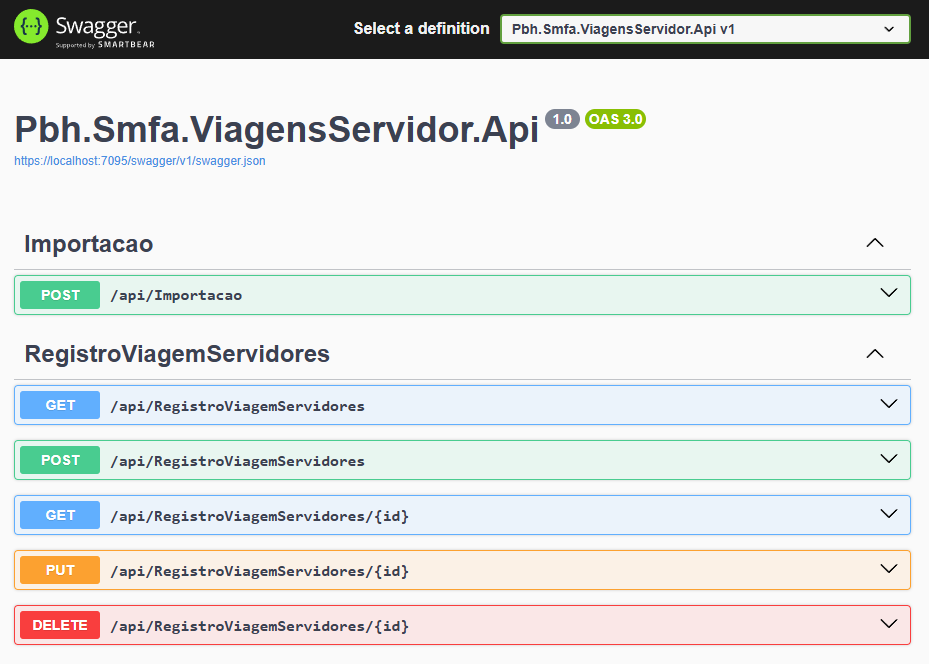 Swagger.
Supported by SMARTBEAR
Select a definition
Pbh.Smfa.ViagensServidor.Api v1
Pbh.Smfa.ViagensServidor.Api 1.0 OAS 3.0
https://localhost:7095/swagger/v1/swagger.json
Importacao
POST /api/Importacao
RegistroViagemServidores
GET /api/RegistroViagemServidores
POST /api/RegistroViagemServidores
GET /api/RegistroViagemServidores/{id}
PUT /api/RegistroViagemServidores/{id}
DELETE /api/RegistroViagemServidores/{id}